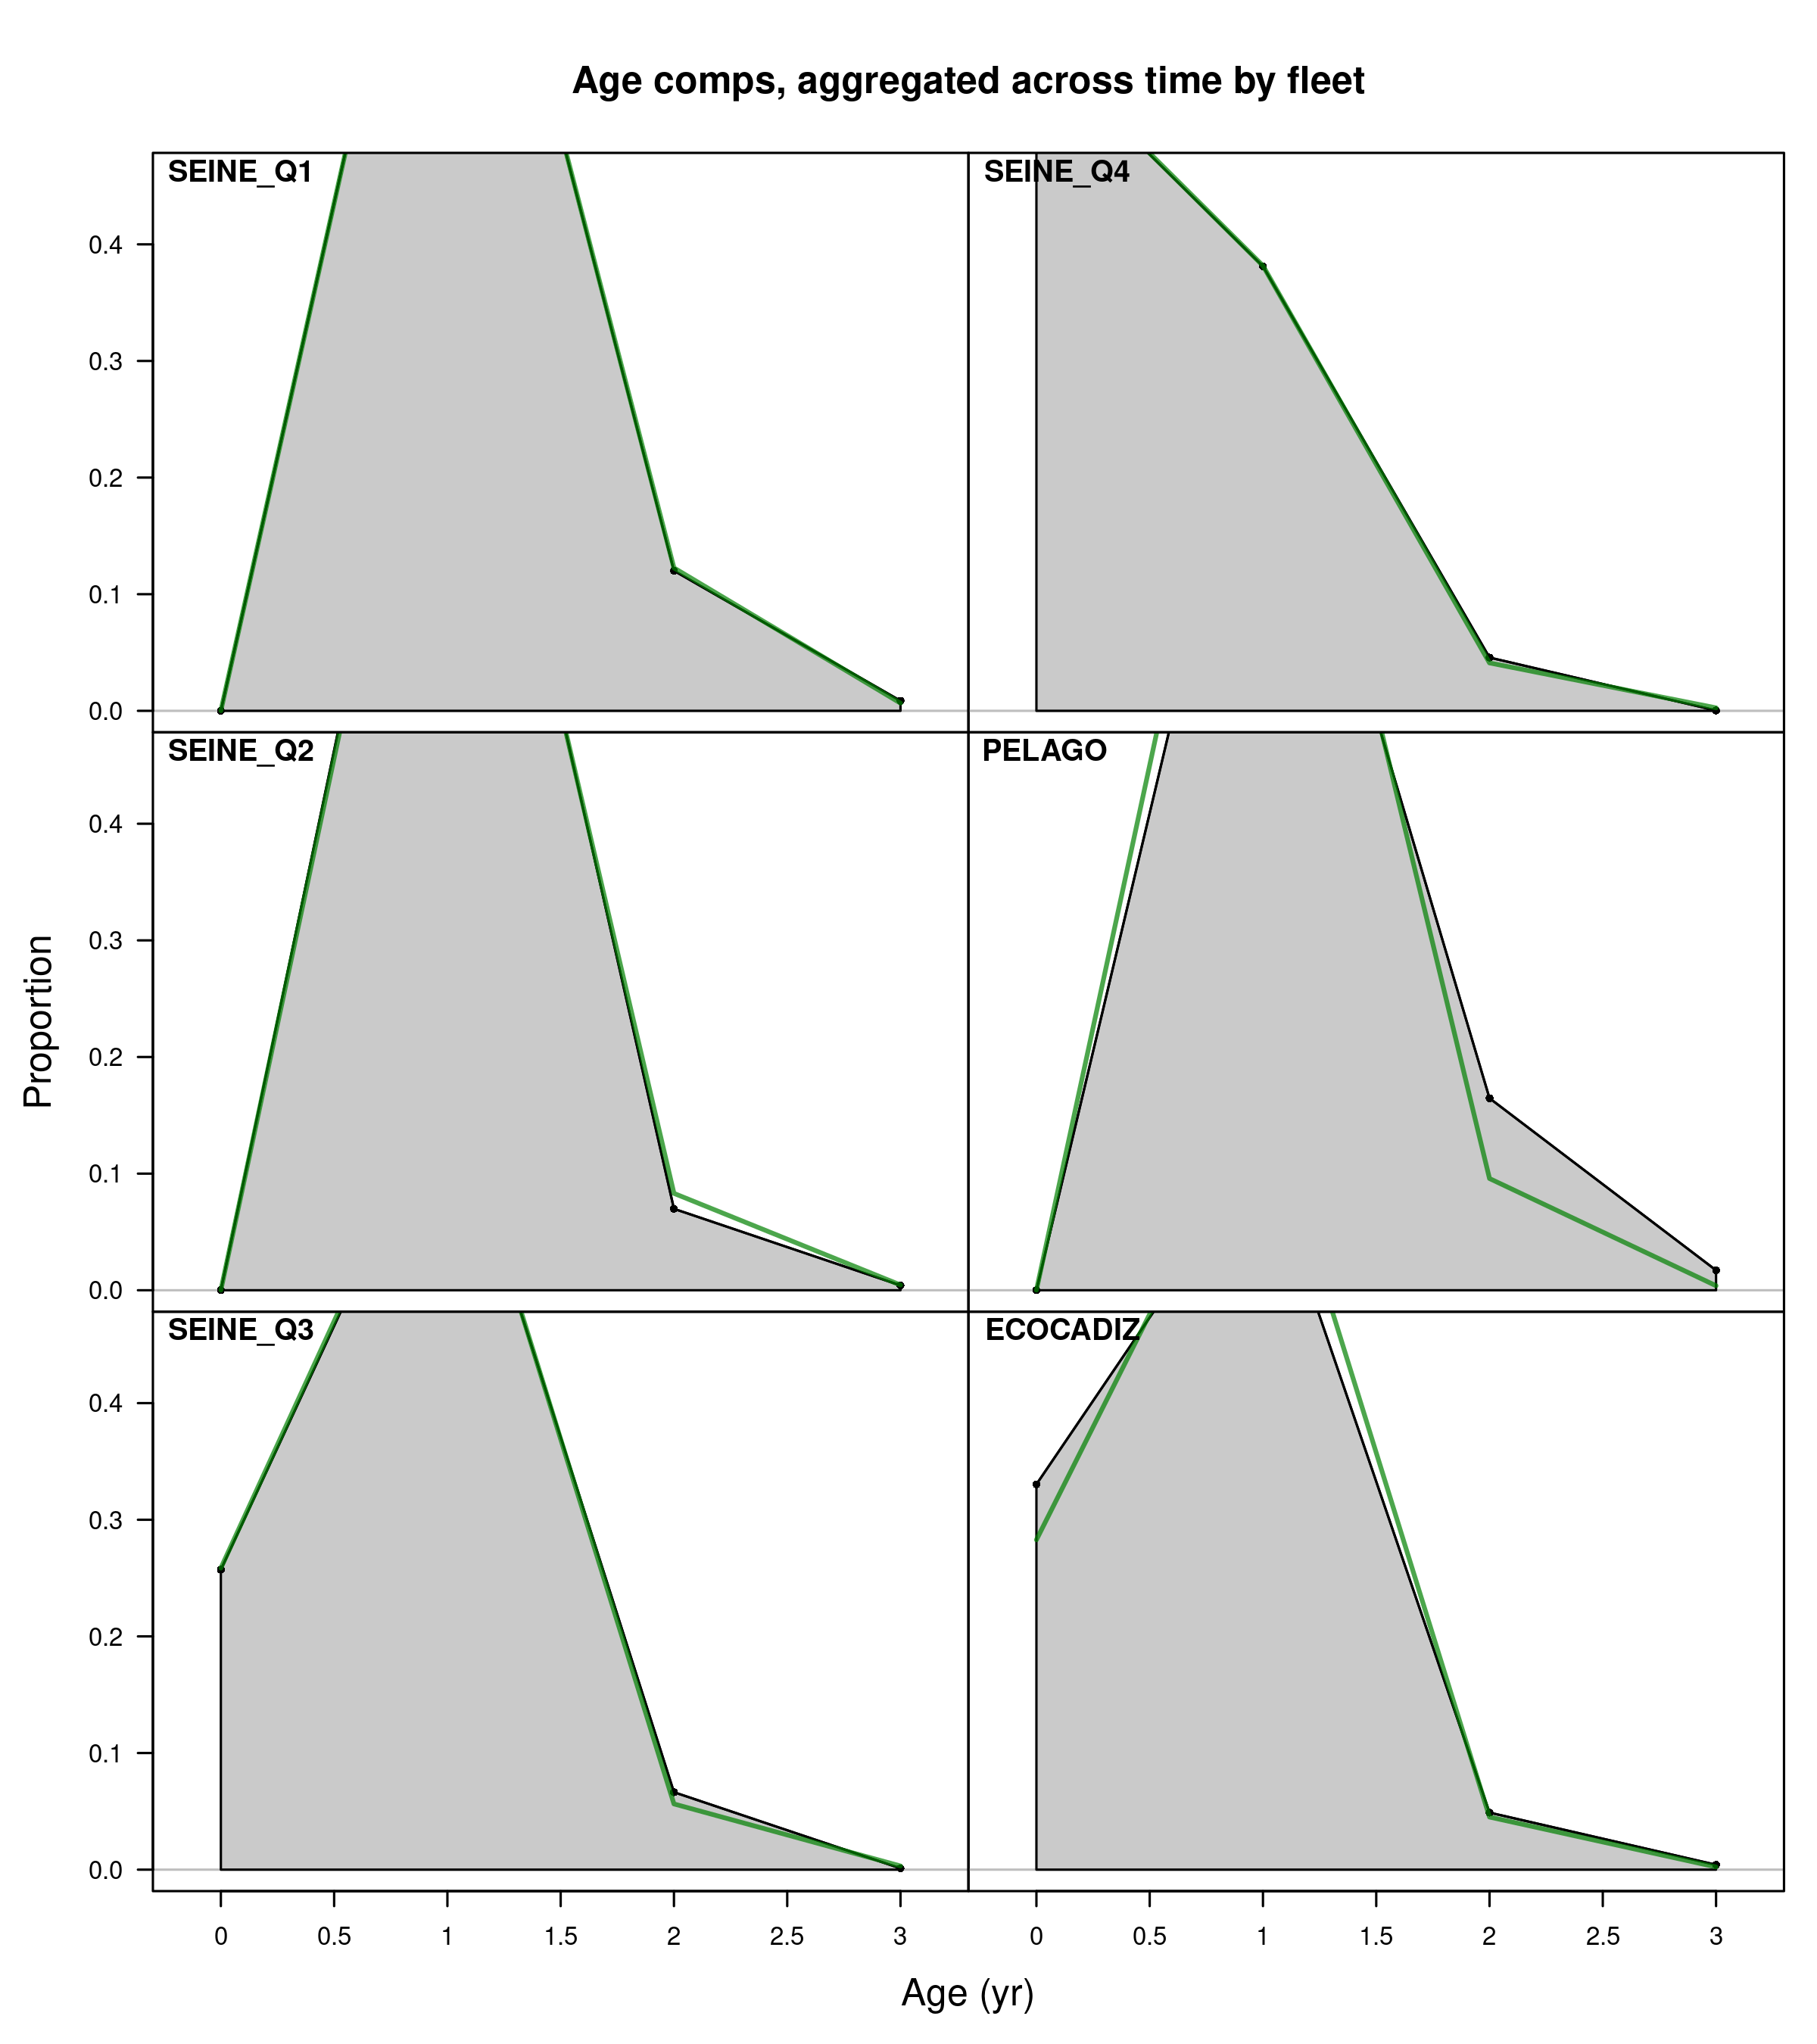 Age comps, aggregated across time by fleet
SEINE_Q1
SEINE_Q4
0.4
0.3
0.2
0.1
0.0
SEINE_Q2
PELAGO
0.4
0.3
0.2
0.1
0.0
SEINE_Q3
ECOCADIZ
0.4
0.3
0.2
0.1
0.0
Proportion
0 0.5 1 1.5 2 2.5 3 0 0.5 1 1.5 2 2.5 3
Age (yr)